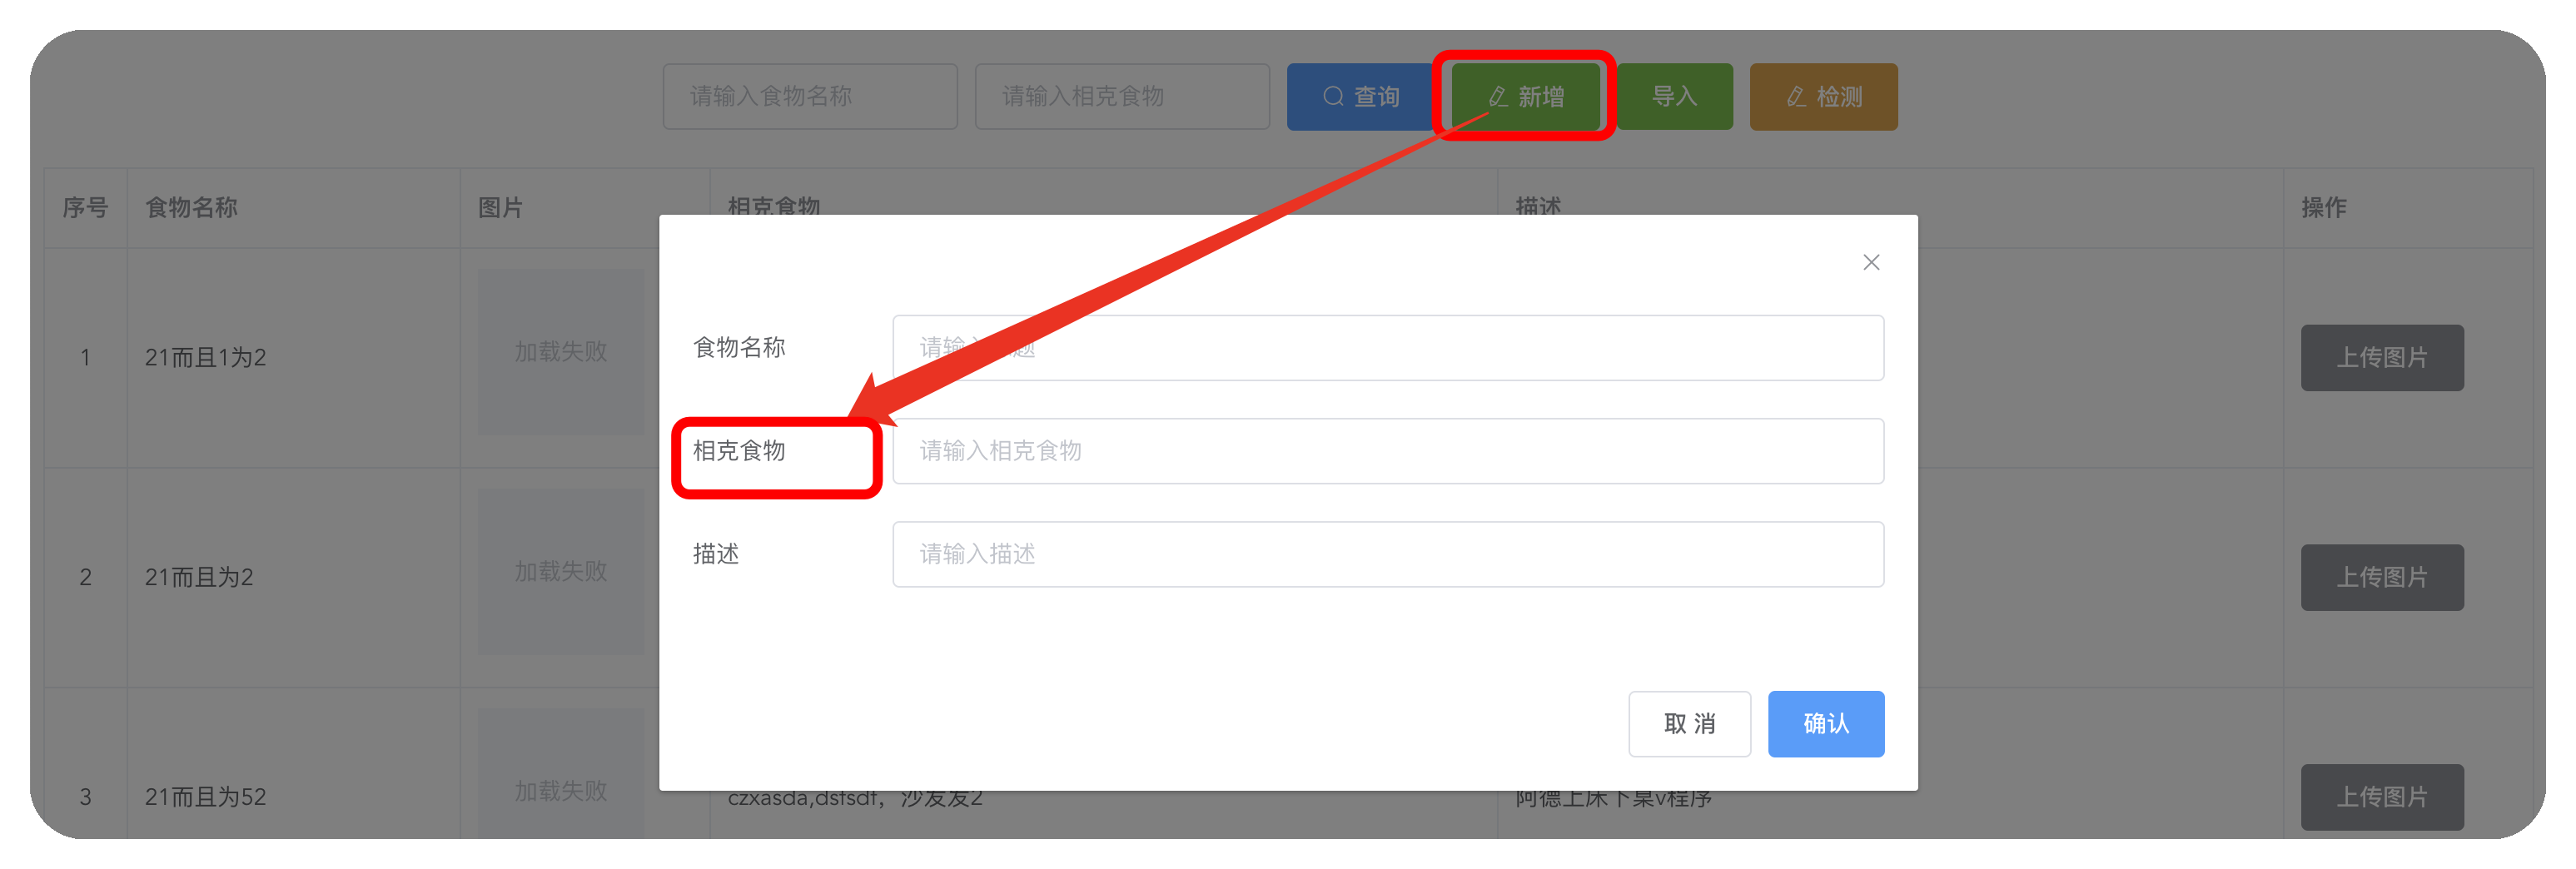 请输入食物名称 请输入相克食物 查询 新增 导入 检测
序号 食物名称 图片 相克食物 描述 操作
食物名称
相克食物 请输入相克食物
描述 请输入描述
取 消 确认
1 21而且1为2 加载失败 上传图片
2 21而且为2 加载失败 上传图片
3 21而且为52 加载失败 czxasda,dsfsdf，沙发发2 阿德上床下桌v程序 上传图片